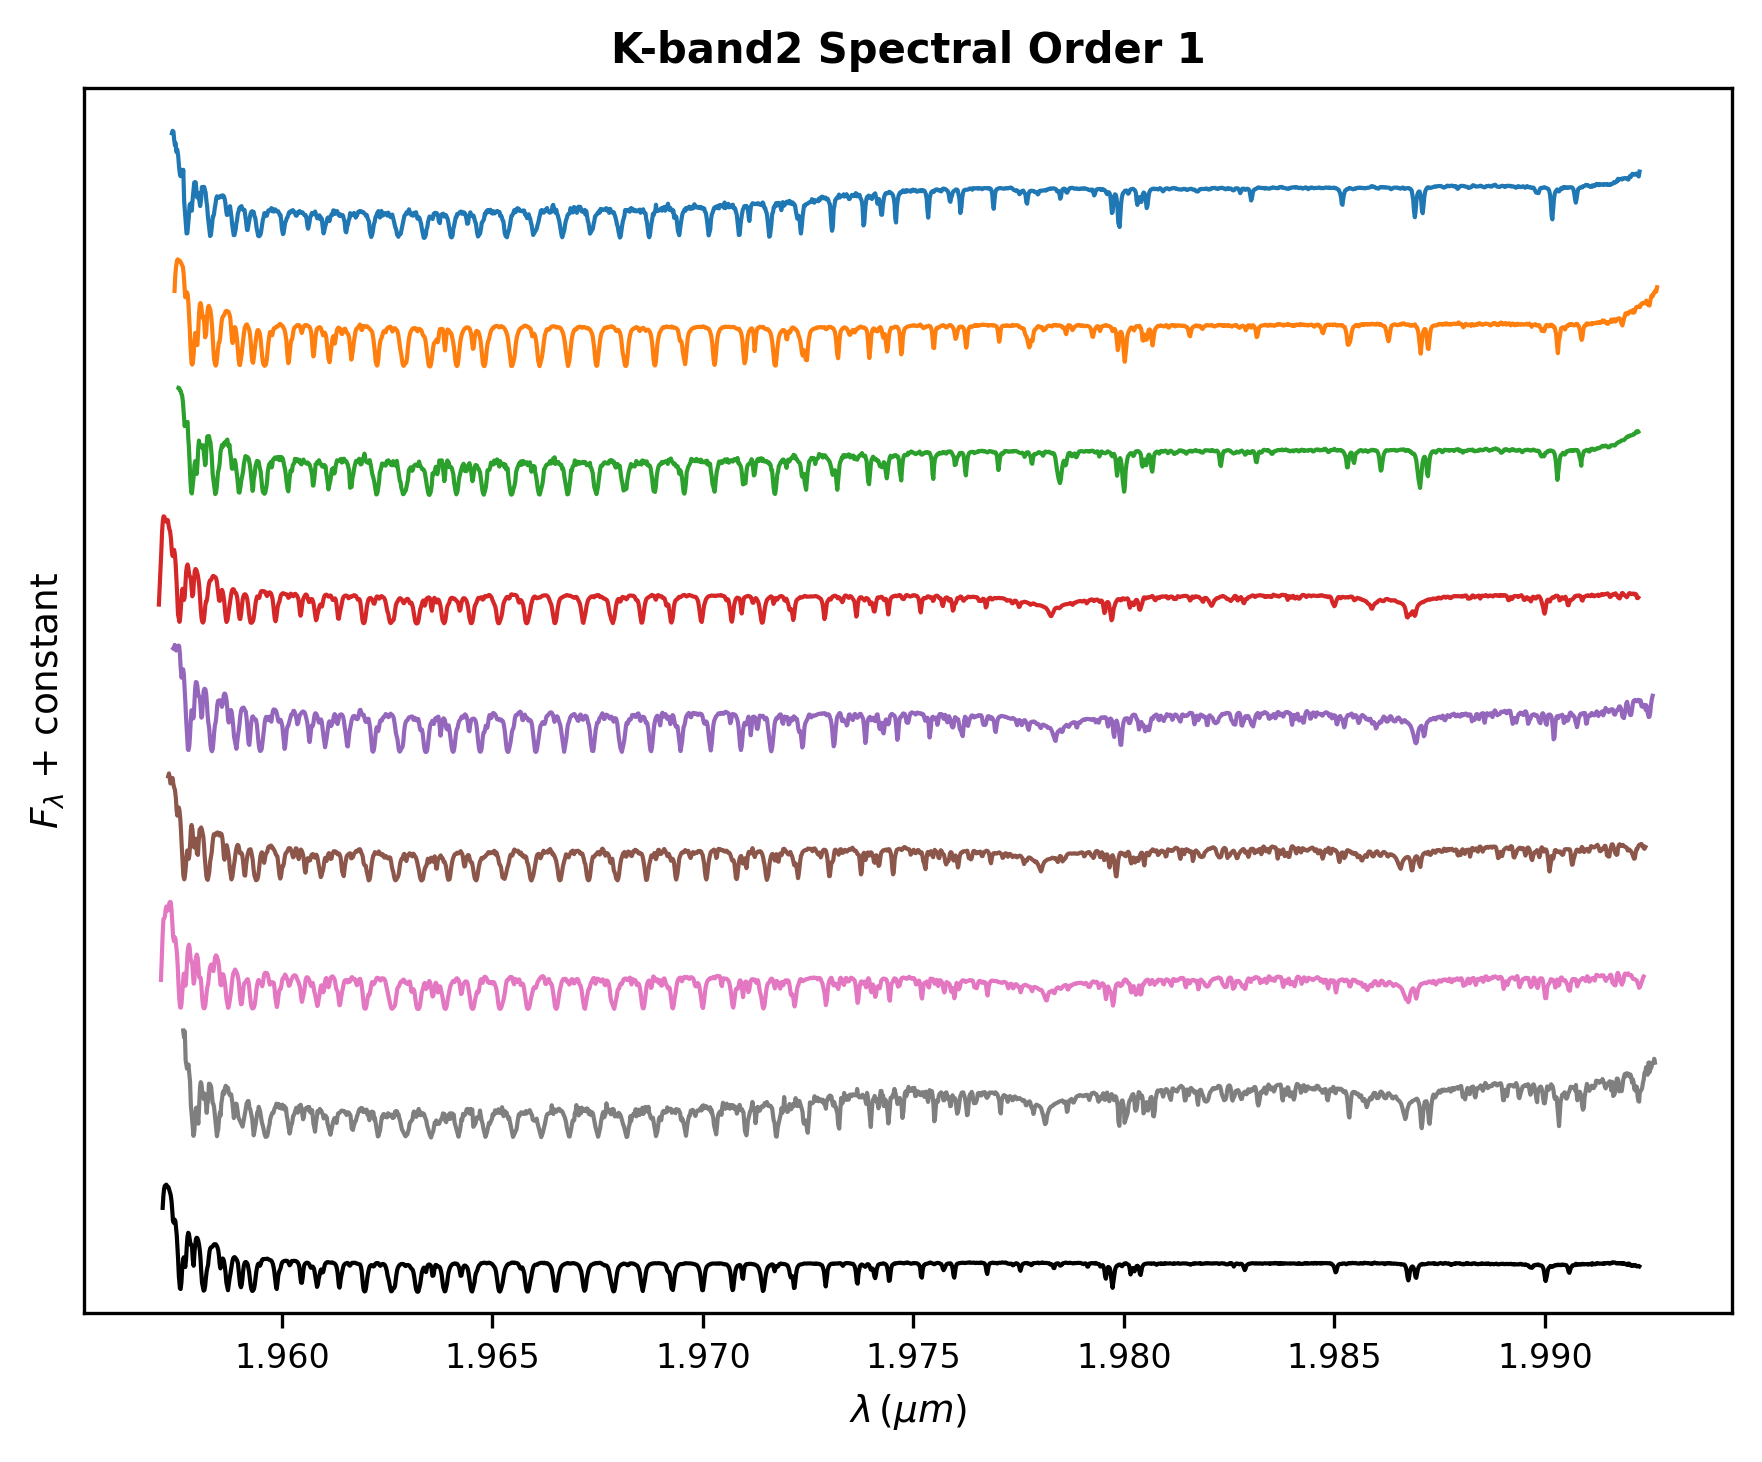 K-band2 Spectral Order 1
F_λ + constant
1.960 1.965 1.970 1.975 1.980 1.985 1.990
λ (μm)